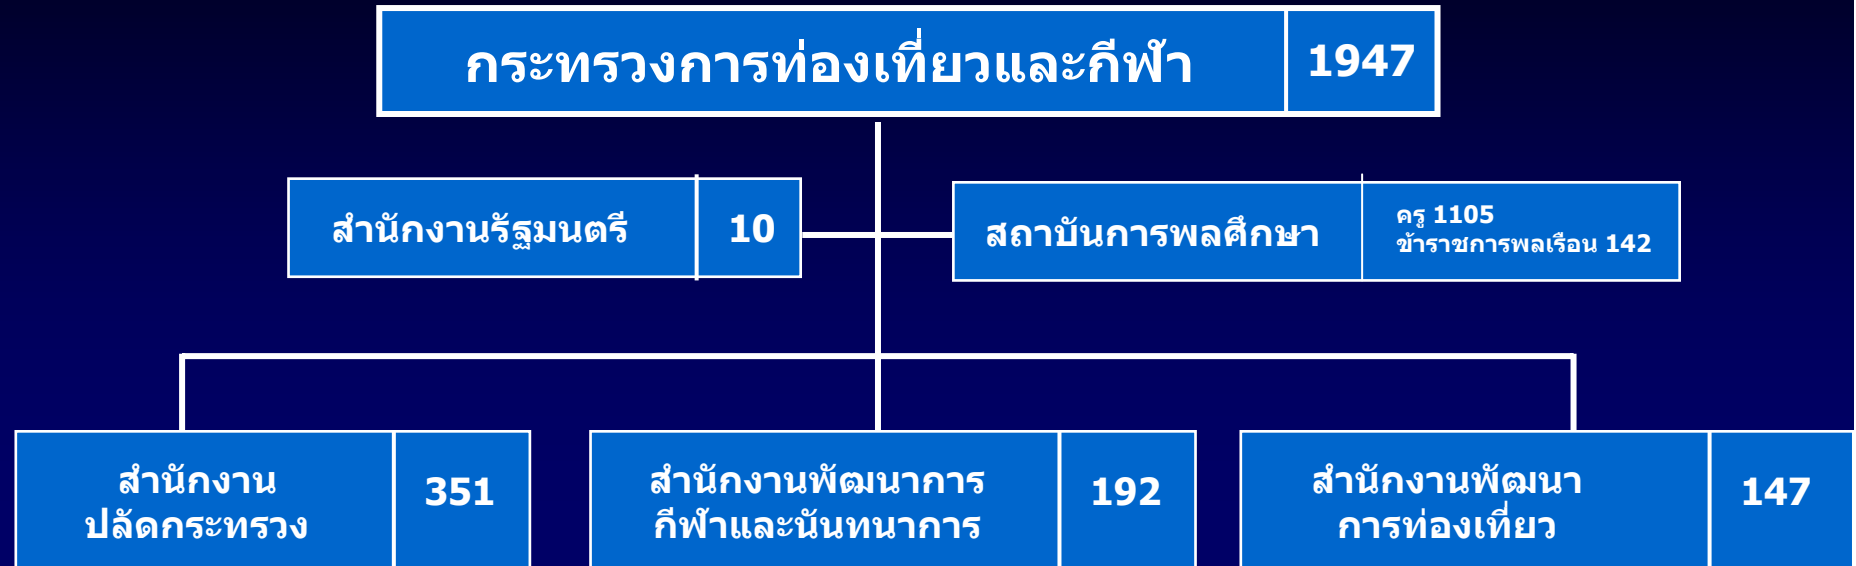 กระทรวงการท่องเที่ยวและกีฬา 1947
สำนักงานรัฐมนตรี 10
สถาบันการพลศึกษา
ครู 1105
ข้าราชการพลเรือน 142
สำนักงาน
ปลัดกระทรวง
351
สำนักงานพัฒนาการ
กีฬาและนันทนาการ
192
สำนักงานพัฒนา
การท่องเที่ยว
147